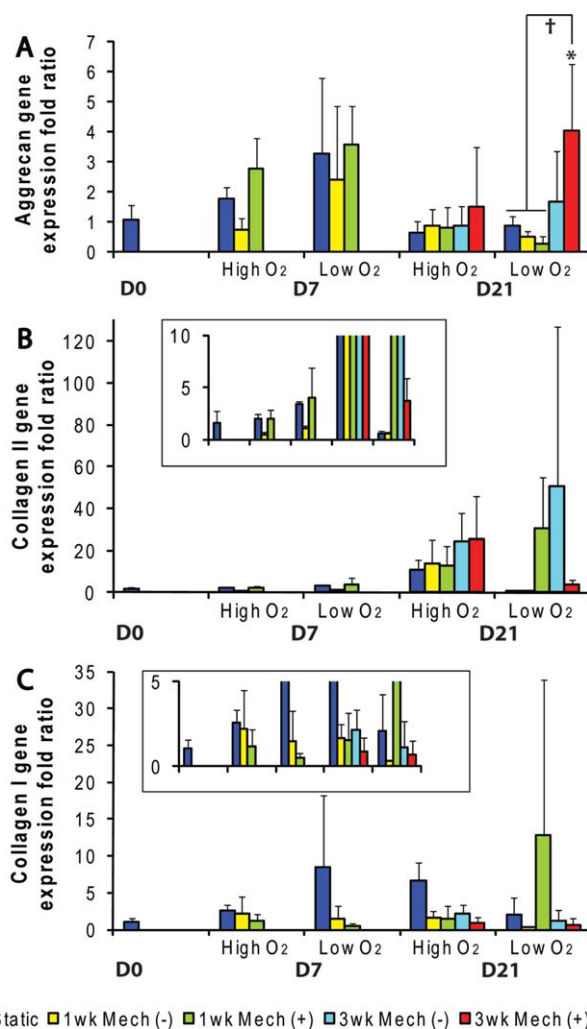 A
Aggrecan gene
expression fold ratio
7
6
5
4
3
2
1
0
†
*
High O2 Low O2 High O2 Low O2
D0 D7 D21
B
Collagen II gene
expression fold ratio
120
100
80
60
40
20
0
10
5
0
High O2 Low O2 High O2 Low O2
D0 D7 D21
C
Collagen I gene
expression fold ratio
35
30
25
20
15
10
5
0
5
0
High O2 Low O2 High O2 Low O2
D0 D7 D21
Static 1wk Mech (-) 1wk Mech (+) 3wk Mech (-) 3wk Mech (+)